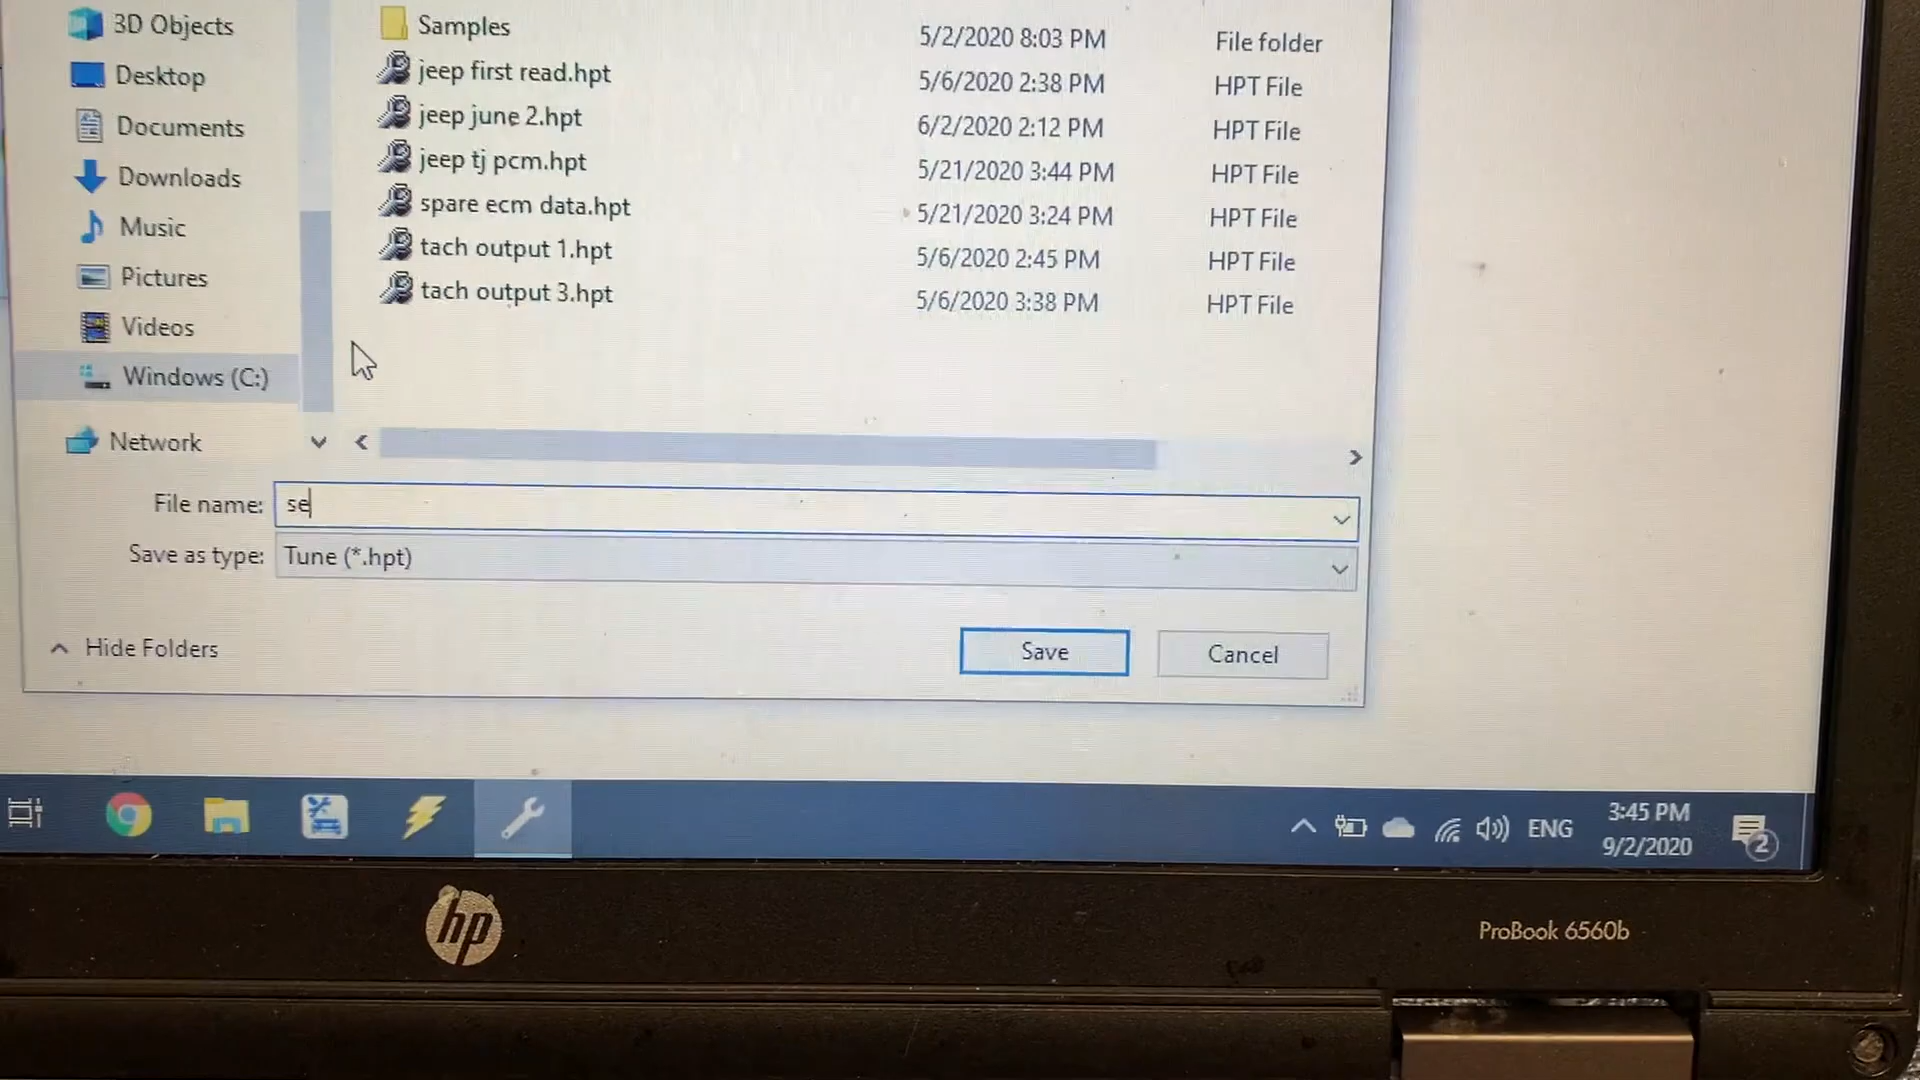 3D Objects
Desktop
Documents
Downloads
Music
Pictures
Videos
Windows (C:)
Network
Samples 5/2/2020 8:03 PM File folder
jeep first read.hpt 5/6/2020 2:38 PM HPT File
jeep june 2.hpt 6/2/2020 2:12 PM HPT File
jeep tj pcm.hpt 5/21/2020 3:44 PM HPT File
spare ecm data.hpt 5/21/2020 3:24 PM HPT File
tach output 1.hpt 5/6/2020 2:45 PM HPT File
tach output 3.hpt 5/6/2020 3:38 PM HPT File
File name: se
Save as type: Tune (*.hpt)
Hide Folders
Save Cancel
ENG
3:45 PM
9/2/2020
2
hp
ProBook 6560b